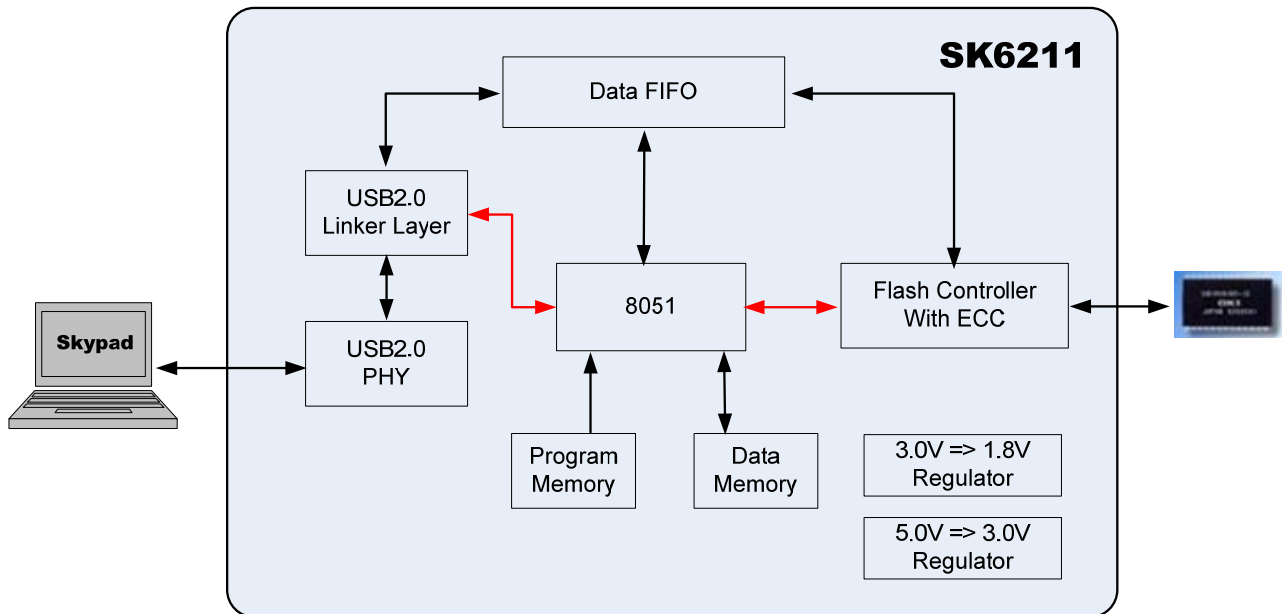 SK6211
Data FIFO
USB2.0
Linker Layer
8051
Flash Controller
With ECC
Skypad
USB2.0
PHY
Program
Memory
Data
Memory
3.0V => 1.8V
Regulator
5.0V => 3.0V
Regulator